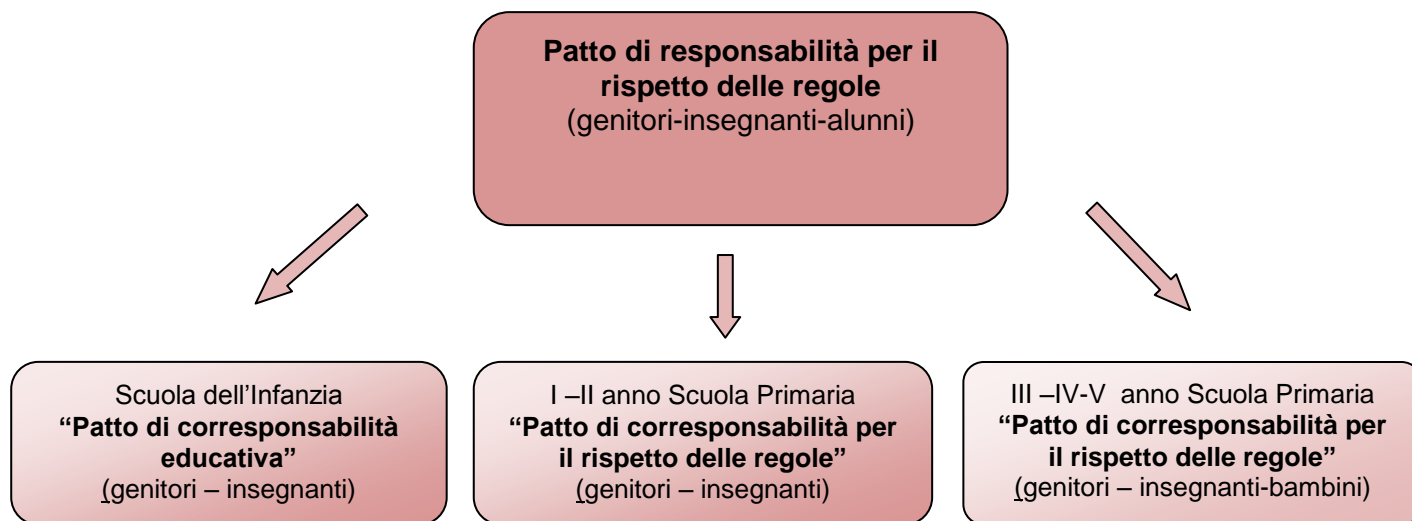 Patto di responsabilità per il
rispetto delle regole
(genitori-insegnanti-alunni)
Scuola dell’Infanzia
“Patto di corresponsabilità
educativa”
(genitori – insegnanti)
I –II anno Scuola Primaria
“Patto di corresponsabilità per
il rispetto delle regole”
(genitori – insegnanti)
III –IV-V anno Scuola Primaria
“Patto di corresponsabilità per
il rispetto delle regole”
(genitori – insegnanti-bambini)